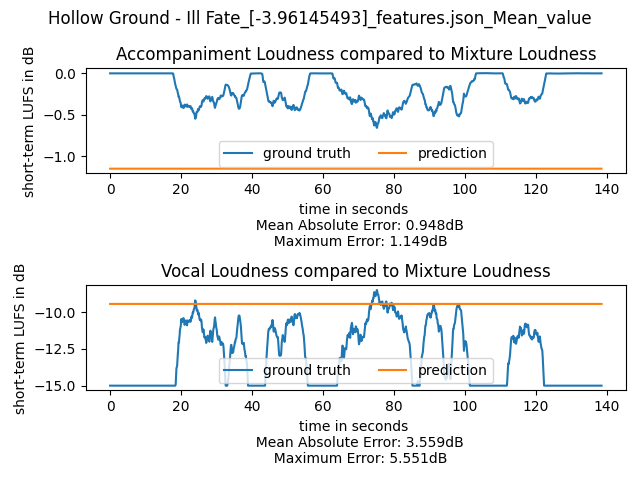 Hollow Ground - Ill Fate_[-3.96145493]_features.json_Mean_value
Accompaniment Loudness compared to Mixture Loudness
short-term LUFS in dB
0.0
−0.5
−1.0
ground truth
prediction
0 20 40 60 80 100 120 140
time in seconds
Mean Absolute Error: 0.948dB
Maximum Error: 1.149dB
Vocal Loudness compared to Mixture Loudness
short-term LUFS in dB
−10.0
−12.5
−15.0
ground truth
prediction
0 20 40 60 80 100 120 140
time in seconds
Mean Absolute Error: 3.559dB
Maximum Error: 5.551dB